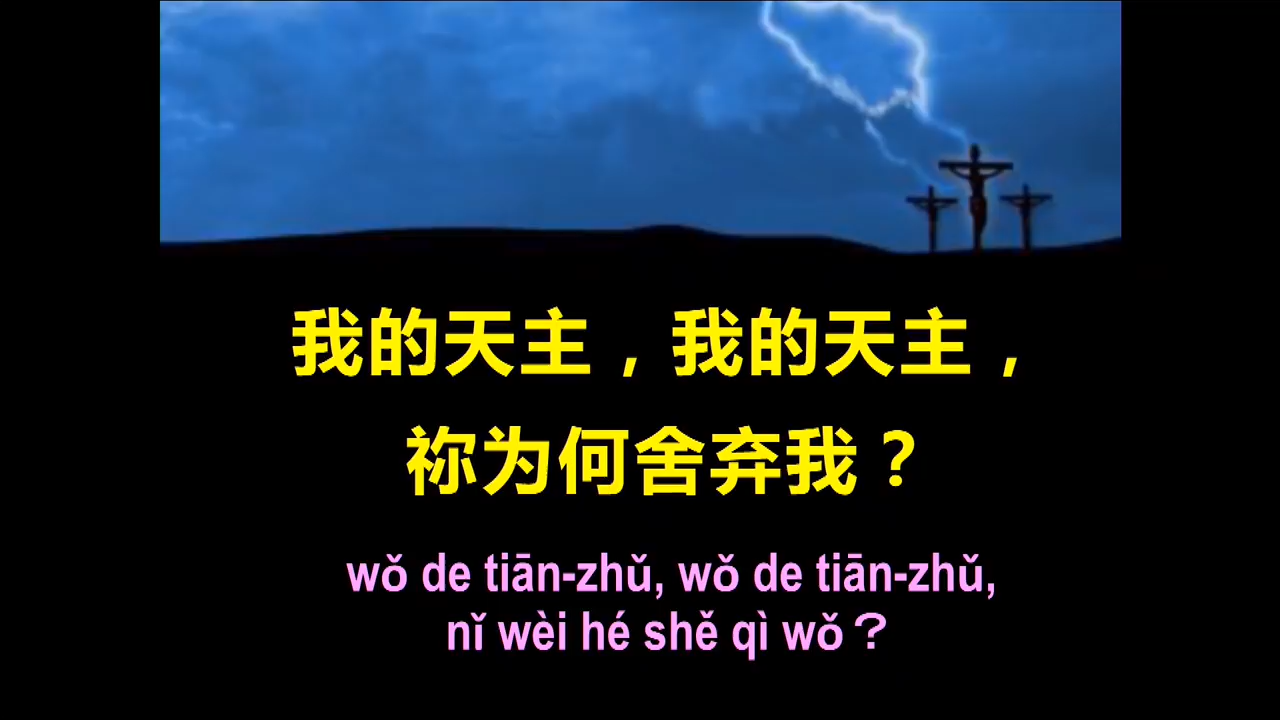 我的天主，我的天主，
祢为何舍弃我？
wǒ de tiān-zhǔ, wǒ de tiān-zhǔ,
nǐ wèi hé shě qì wǒ？